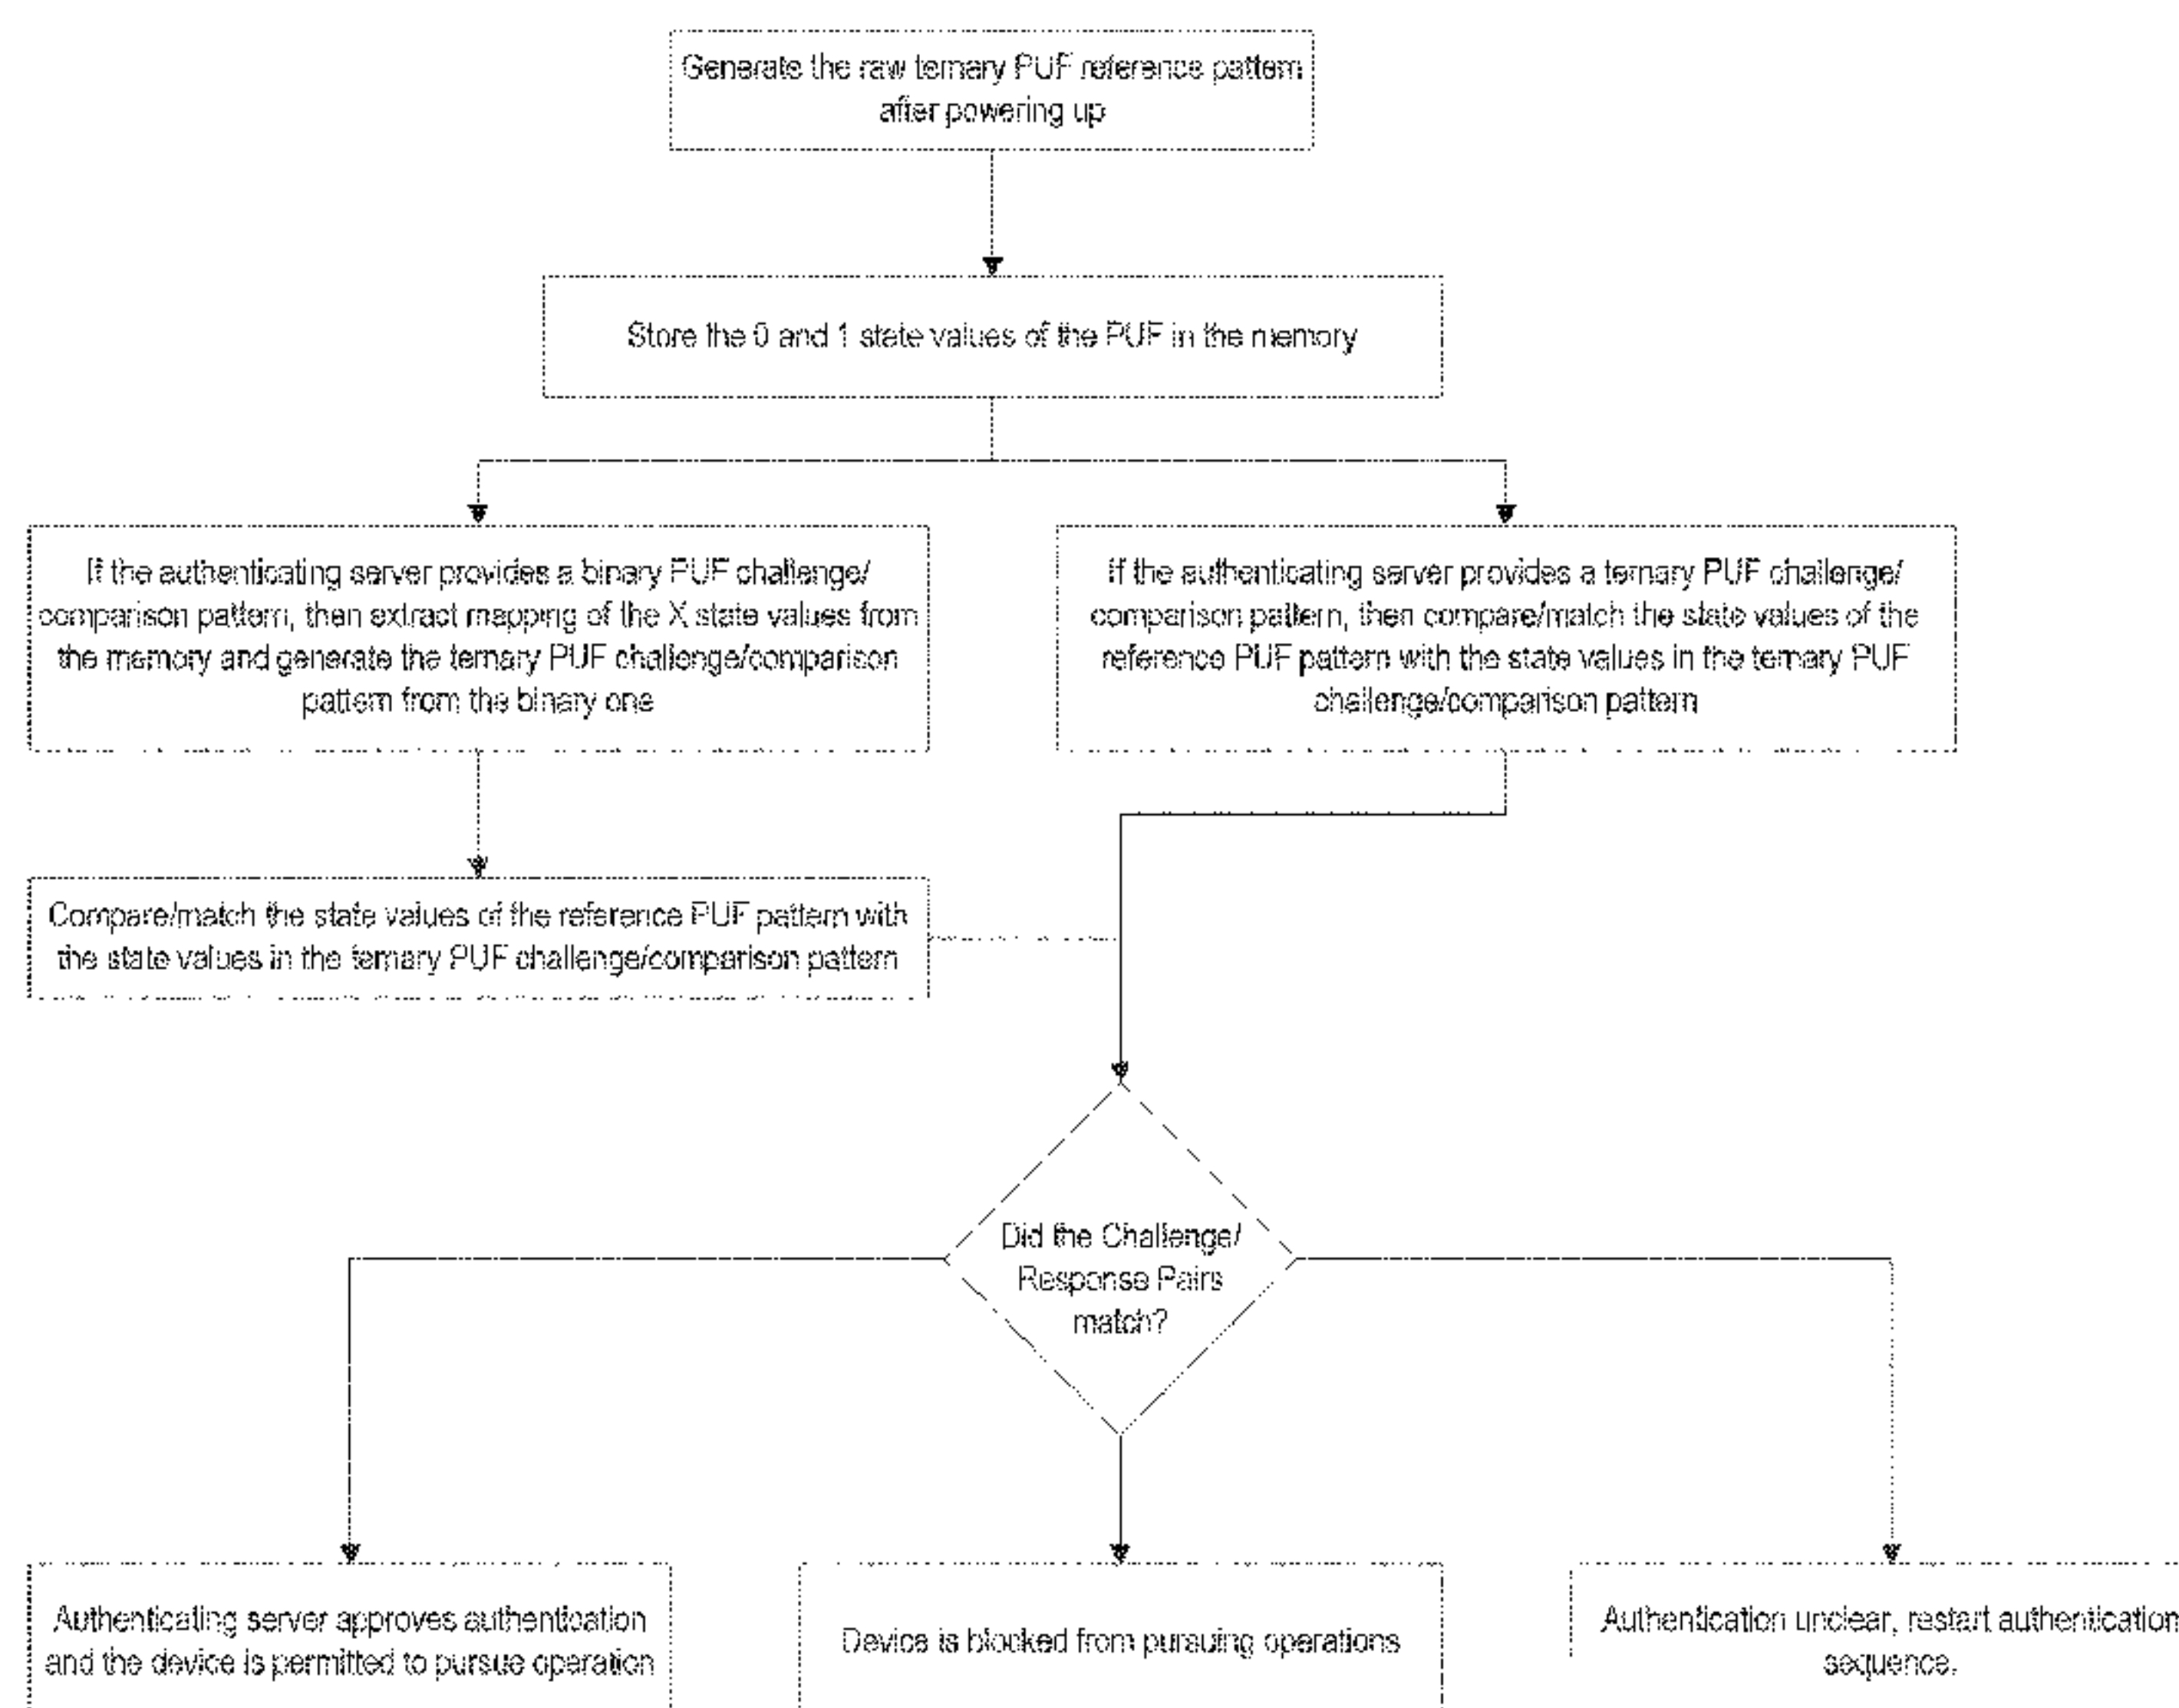 Generate the raw ternary PUF reference pattern
after powering up
Store the 0 and 1 state values of the PUF in the memory
If the authenticating server provides a binary PUF challenge/
comparison pattern, then extract mapping of the X state values from
the memory and generate the ternary PUF challenge/comparison
pattern from the binary one
If the authenticating server provides a ternary PUF challenge/
comparison pattern, then compare/match the state values of the
reference PUF pattern with the state values in the ternary PUF
challenge/comparison pattern
Compare/match the state values of the reference PUF pattern with
the state values in the ternary PUF challenge/comparison pattern
Did the Challenge/
Response Pairs
match?
Authenticating server approves authentication
and the device is permitted to pursue operation
Device is blocked from pursuing operations
Authentication unclear, restart authentication
sequence.